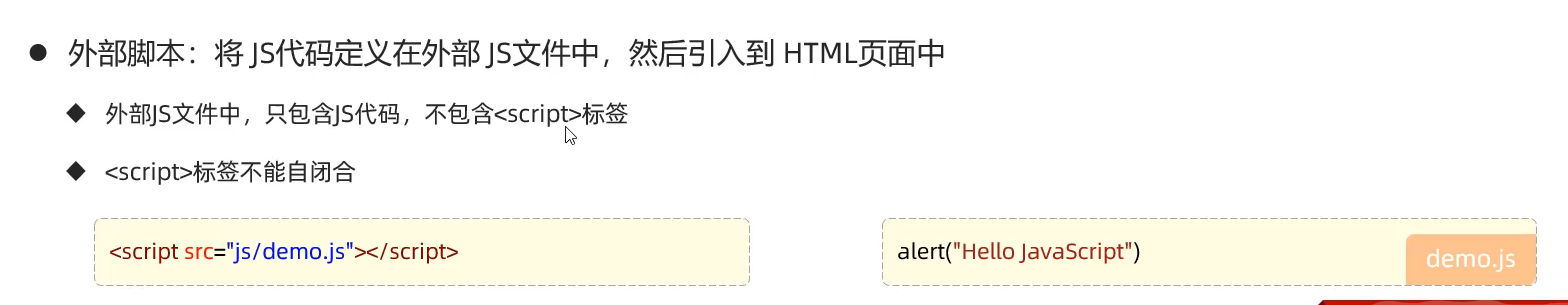 外部脚本：将 JS代码定义在外部 JS文件中，然后引入到 HTML页面中
外部JS文件中，只包含JS代码，不包含<script>标签
<script>标签不能自闭合
<script src="js/demo.js"></script>
alert("Hello JavaScript")
demo.js